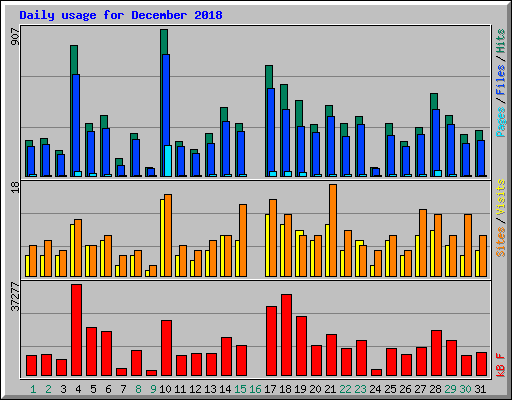 Daily usage for December 2018
907
Pages / Files / Hits
18
Sites / Visits
37277
kB F
1 2 3 4 5 6 7 8 9 10 11 12 13 14 15 16 17 18 19 20 21 22 23 24 25 26 27 28 29 30 31